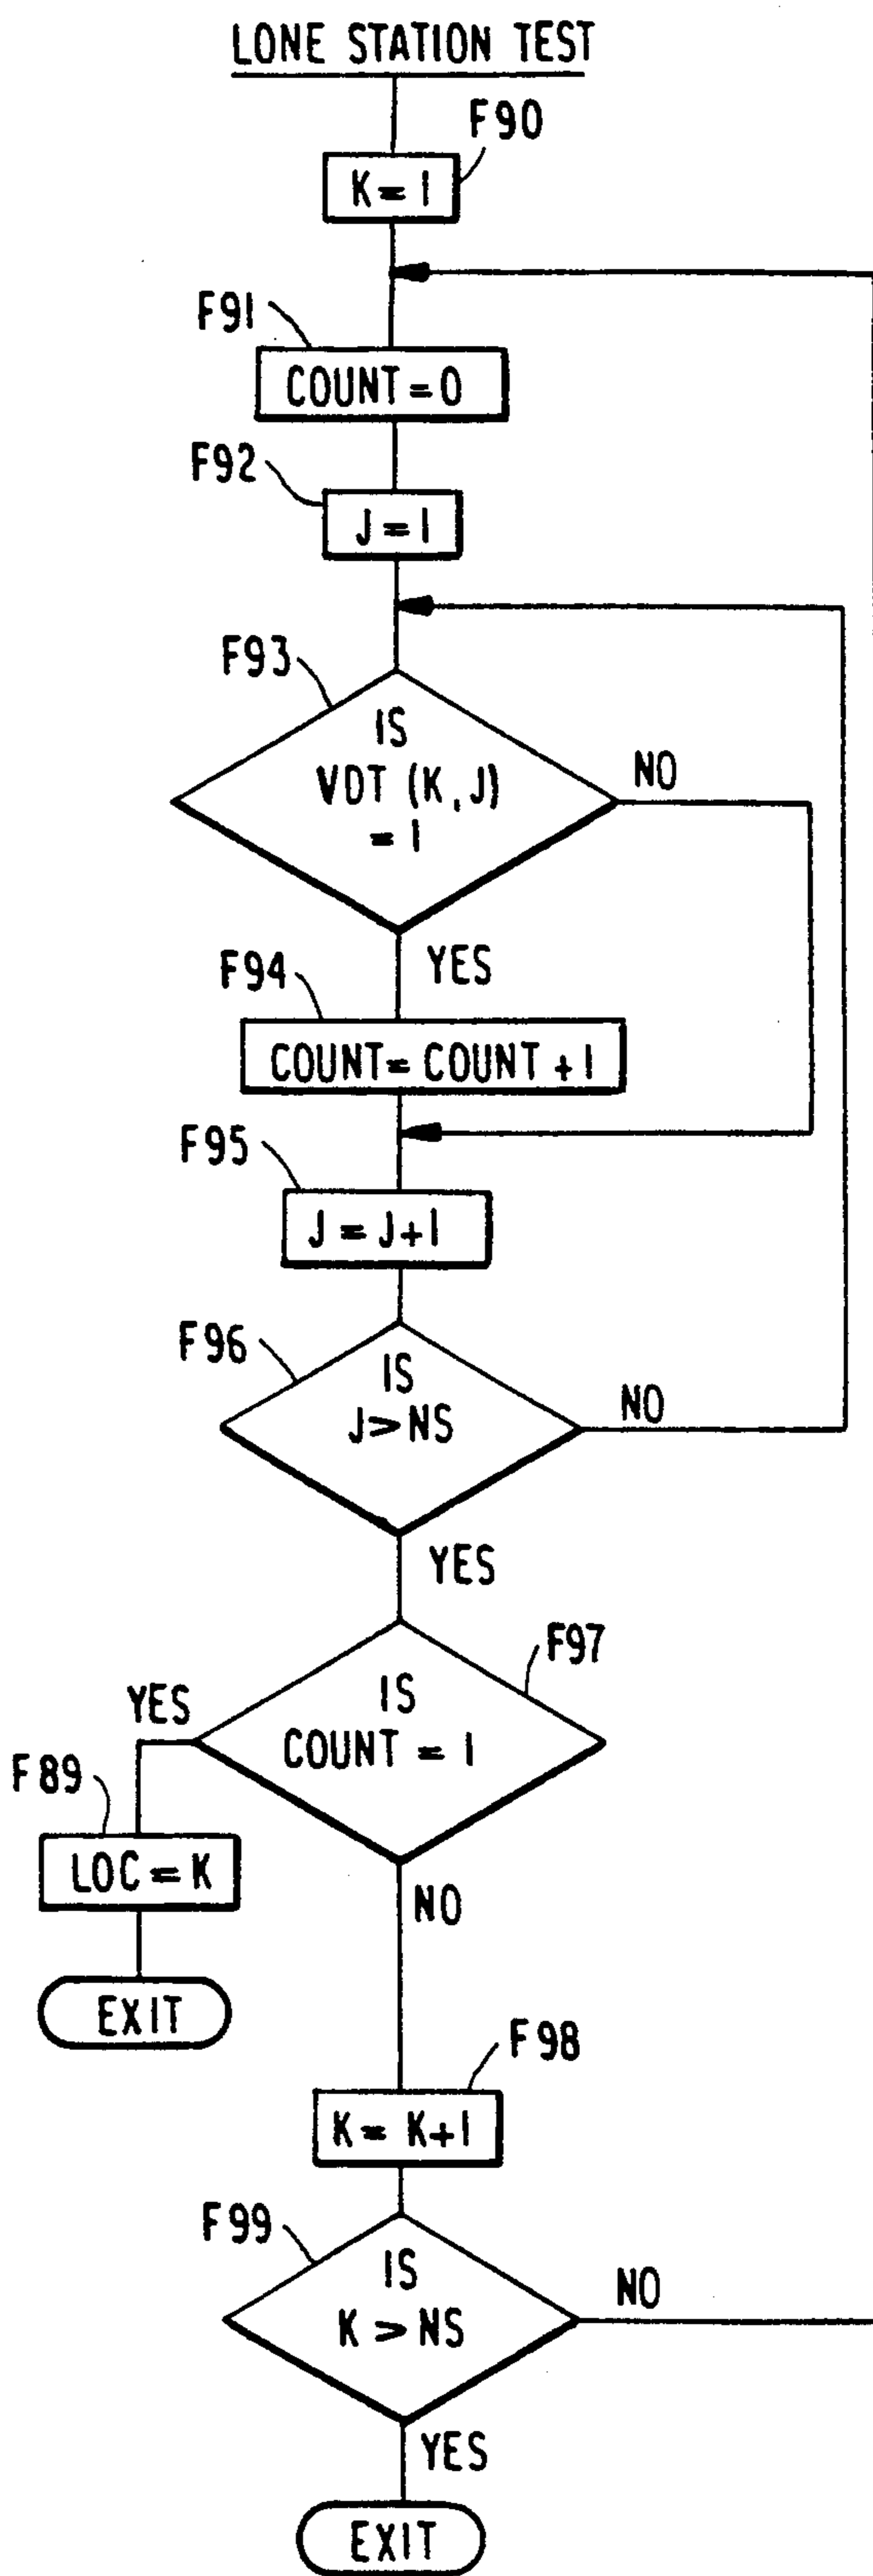 LONE STATION TEST
F90
K = 1
F91
COUNT = 0
F92
J = 1
F93
IS
VDT (K, J)
= 1
NO
YES
F94
COUNT = COUNT + 1
F95
J = J+1
F96
IS
J > NS
NO
YES
F97
IS
COUNT = 1
YES
F89
LOC = K
EXIT
NO
F98
K = K+1
F99
IS
K > NS
NO
YES
EXIT